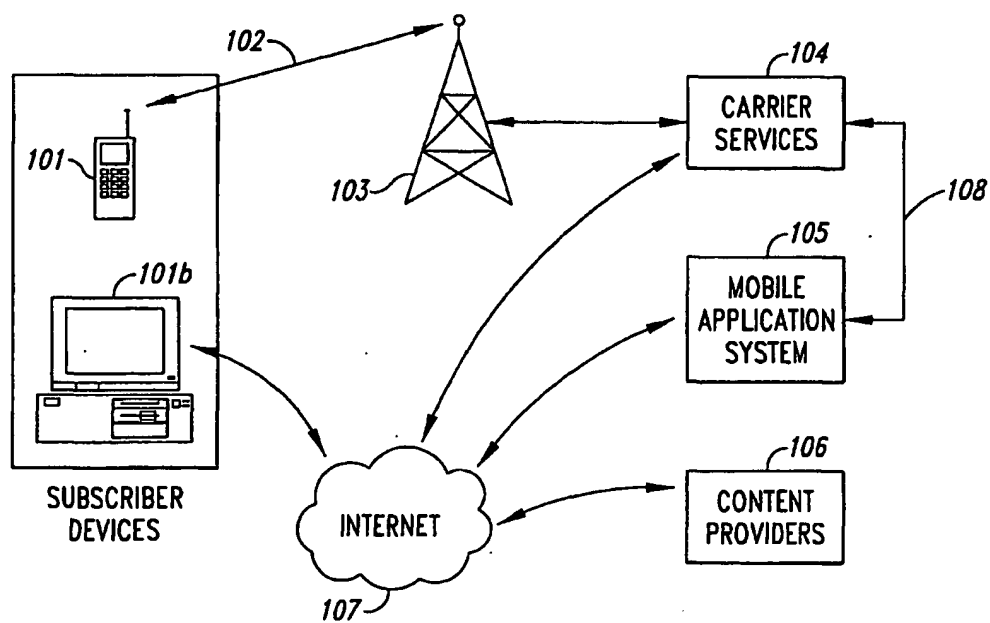 102
104
CARRIER
SERVICES
101
103
108
105
101b
MOBILE
APPLICATION
SYSTEM
106
SUBSCRIBER
DEVICES
INTERNET
CONTENT
PROVIDERS
107